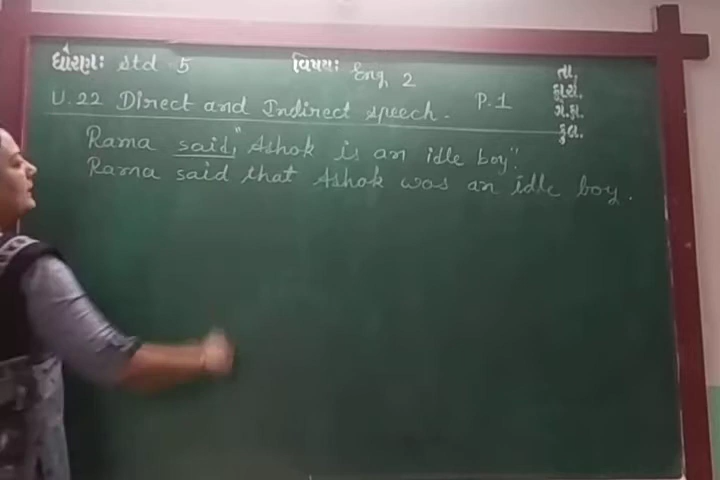 ધોરણઃ Std 5 વિષયઃ Eng 2 તા.
U.22 Direct and Indirect speech. P.1
Rama said, "Ashok is an idle boy".
Rama said that Ashok was an idle boy.